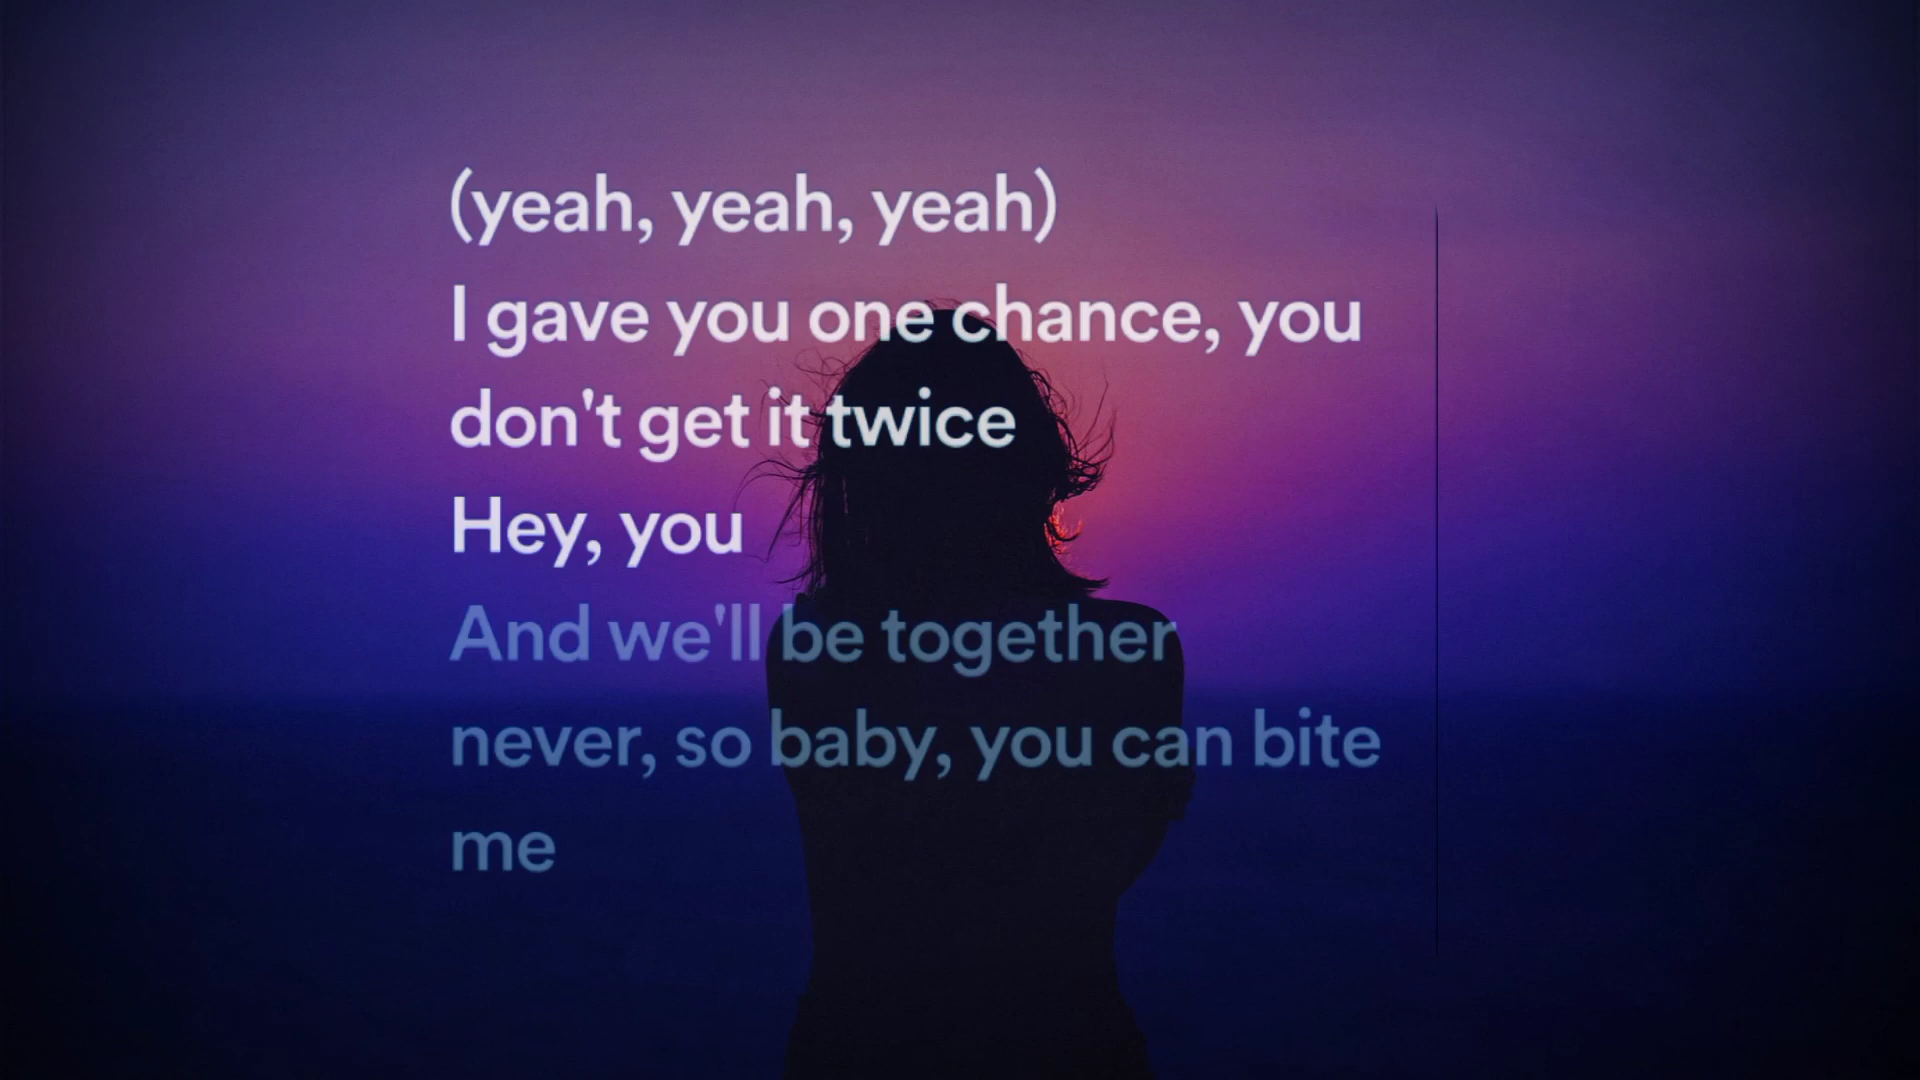 (yeah, yeah, yeah)
I gave you one chance, you
don't get it twice
Hey, you
And we'll be together
never, so baby, you can bite
me